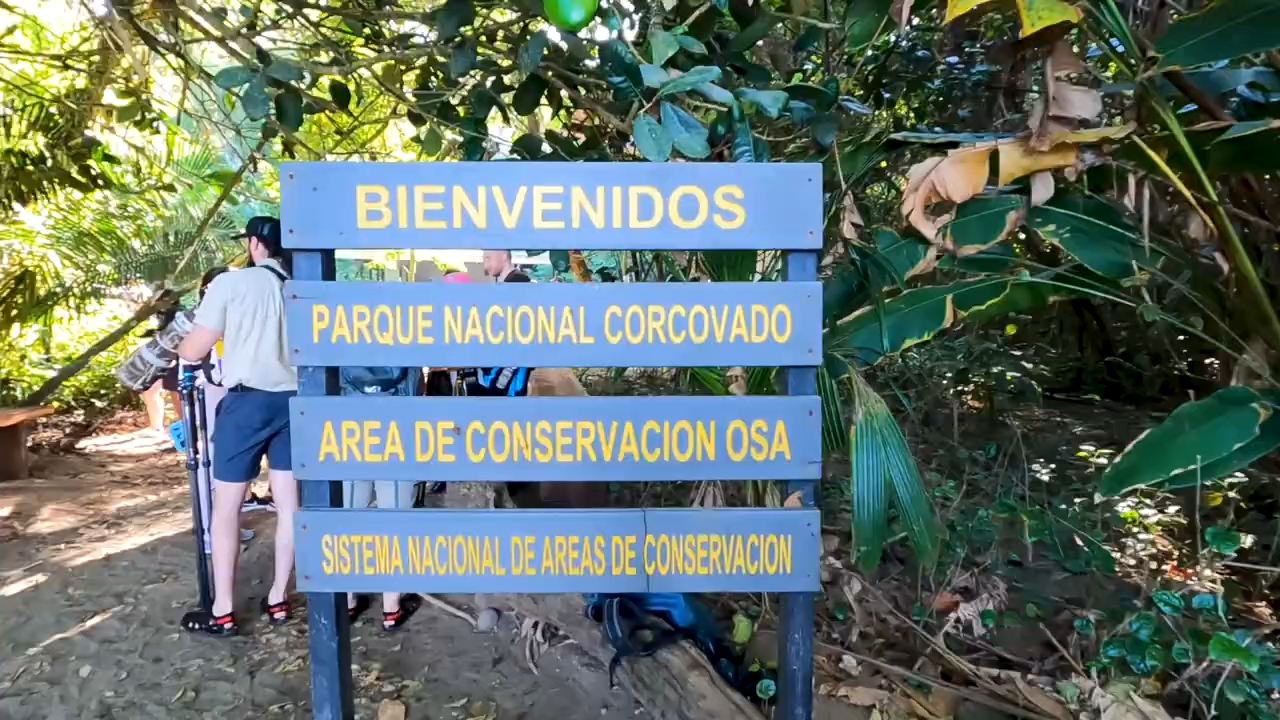 BIENVENIDOS
PARQUE NACIONAL CORCOVADO
AREA DE CONSERVACION OSA
SISTEMA NACIONAL DE AREAS DE CONSERVACION